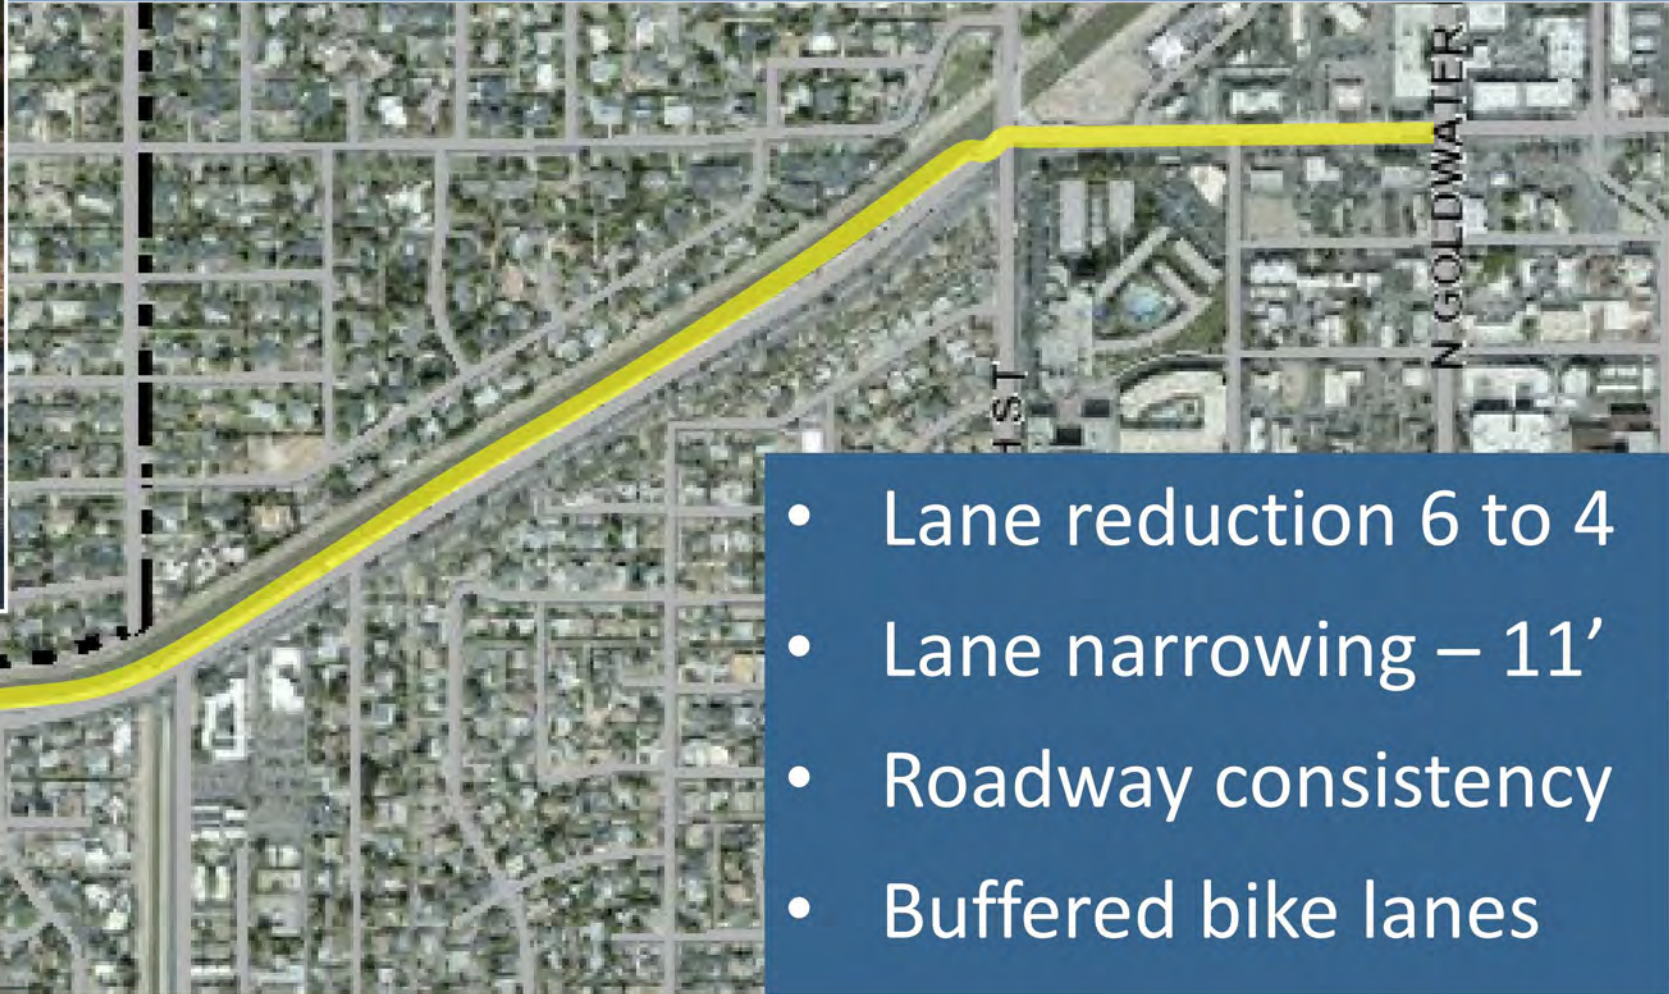 N GOLDWATER
H ST
• Lane reduction 6 to 4
• Lane narrowing – 11’
• Roadway consistency
• Buffered bike lanes